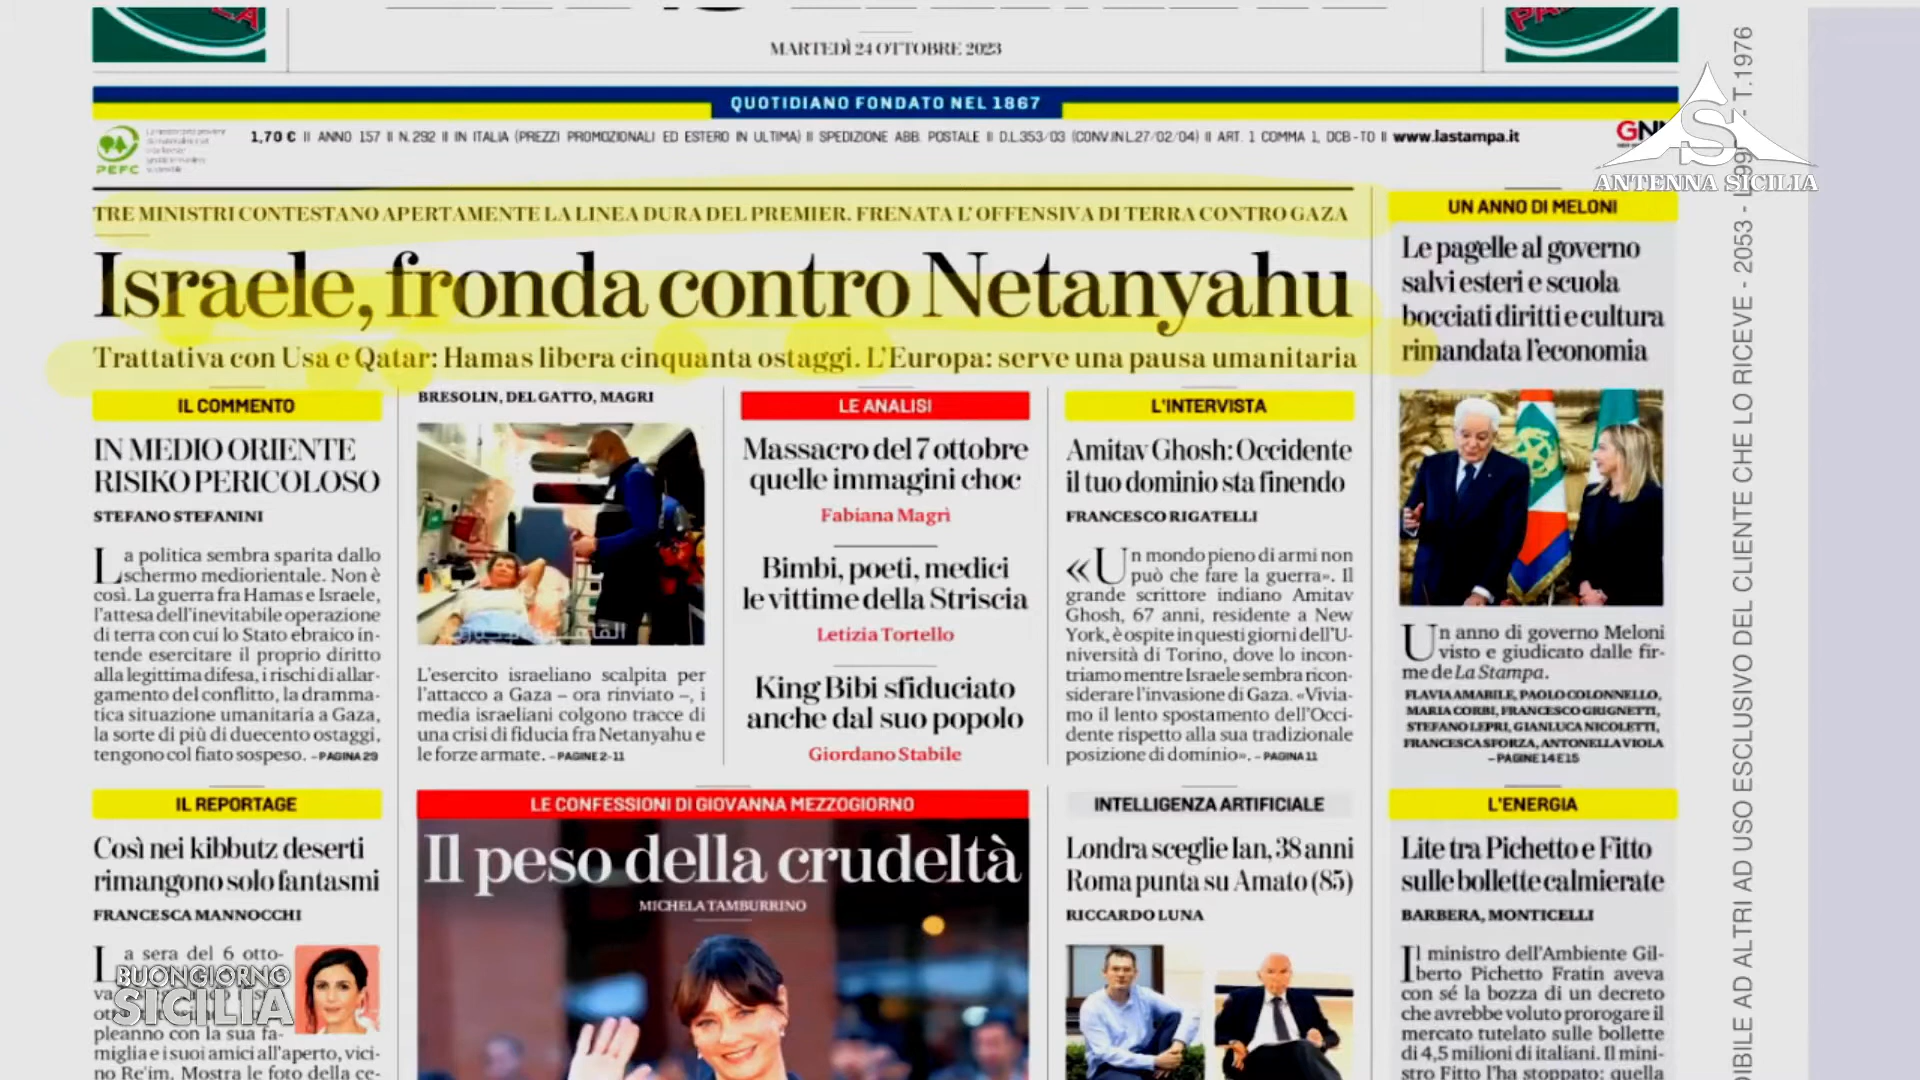 MARTEDÌ 24 OTTOBRE 2023
QUOTIDIANO FONDATO NEL 1867
PEFC
1,70 € II ANNO 157 II N.292 II IN ITALIA (PREZZI PROMOZIONALI ED ESTERO IN ULTIMA) II SPEDIZIONE ABB. POSTALE II D.L.353/03 (CONV.IN L.27/02/04) II ART. 1 COMMA 1, DCB-TO II www.lastampa.it
ANTENNA SICILIA
TRE MINISTRI CONTESTANO APERTAMENTE LA LINEA DURA DEL PREMIER. FRENATA L'OFFENSIVA DI TERRA CONTRO GAZA
Israele, fronda contro Netanyahu
Trattativa con Usa e Qatar: Hamas libera cinquanta ostaggi. L'Europa: serve una pausa umanitaria
IL COMMENTO
IN MEDIO ORIENTE
RISIKO PERICOLOSO
STEFANO STEFANINI
La politica sembra sparita dallo
schermo mediorientale. Non è
così. La guerra fra Hamas e Israele,
l'attesa dell'inevitabile operazione
di terra con cui lo Stato ebraico in-
tende esercitare il proprio diritto
alla legittima difesa, i rischi di allar-
gamento del conflitto, la dramma-
tica situazione umanitaria a Gaza,
la sorte di più di duecento ostaggi,
tengono col fiato sospeso. – PAGINA 29
BRESOLIN, DEL GATTO, MAGRI
L'esercito israeliano scalpita per
l'attacco a Gaza – ora rinviato –, i
media israeliani colgono tracce di
una crisi di fiducia fra Netanyahu e
le forze armate. – PAGINE 2-11
LE ANALISI
Massacro del 7 ottobre
quelle immagini choc
Fabiana Magrì
Bimbi, poeti, medici
le vittime della Striscia
Letizia Tortello
King Bibi sfiduciato
anche dal suo popolo
Giordano Stabile
L'INTERVISTA
Amitav Ghosh: Occidente
il tuo dominio sta finendo
FRANCESCO RIGATELLI
«Un mondo pieno di armi non
può che fare la guerra». Il
grande scrittore indiano Amitav
Ghosh, 67 anni, residente a New
York, è ospite in questi giorni dell'U-
niversità di Torino, dove lo incon-
triamo mentre Israele sembra ricon-
siderare l'invasione di Gaza. «Vivia-
mo il lento spostamento dell'Occi-
dente rispetto alla sua tradizionale
posizione di dominio». – PAGINA 11
UN ANNO DI MELONI
Le pagelle al governo
salvi esteri e scuola
bocciati diritti e cultura
rimandata l'economia
Un anno di governo Meloni
visto e giudicato dalle fir-
me de La Stampa.
FLAVIA AMABILE, PAOLO COLONNELLO,
MARIA CORBI, FRANCESCO GRIGNETTI,
STEFANO LEPRI, GIANLUCA NICOLETTI,
FRANCESCA SFORZA, ANTONELLA VIOLA
– PAGINE 14 E 15
IL REPORTAGE
Così nei kibbutz deserti
rimangono solo fantasmi
FRANCESCA MANNOCCHI
La sera del 6 otto-
pleanno con la sua fa-
miglia e i suoi amici all'aperto, vici-
no Re'im. Mostra le foto della ce-
BUONGIORNO
SICILIA
LE CONFESSIONI DI GIOVANNA MEZZOGIORNO
Il peso della crudeltà
MICHELA TAMBURRINO
INTELLIGENZA ARTIFICIALE
Londra sceglie Ian, 38 anni
Roma punta su Amato (85)
RICCARDO LUNA
L'ENERGIA
Lite tra Pichetto e Fitto
sulle bollette calmierate
BARBERA, MONTICELLI
Il ministro dell'Ambiente Gil-
berto Pichetto Fratin aveva
con sé la bozza di un decreto
che avrebbe voluto prorogare il
mercato tutelato sulle bollette
di 4,5 milioni di italiani. Il mini-
stro Fitto l'ha stoppato: quella
DIBILE AD ALTRI AD USO ESCLUSIVO DEL CLIENTE CHE LO RICEVE - 2053 - T.1976